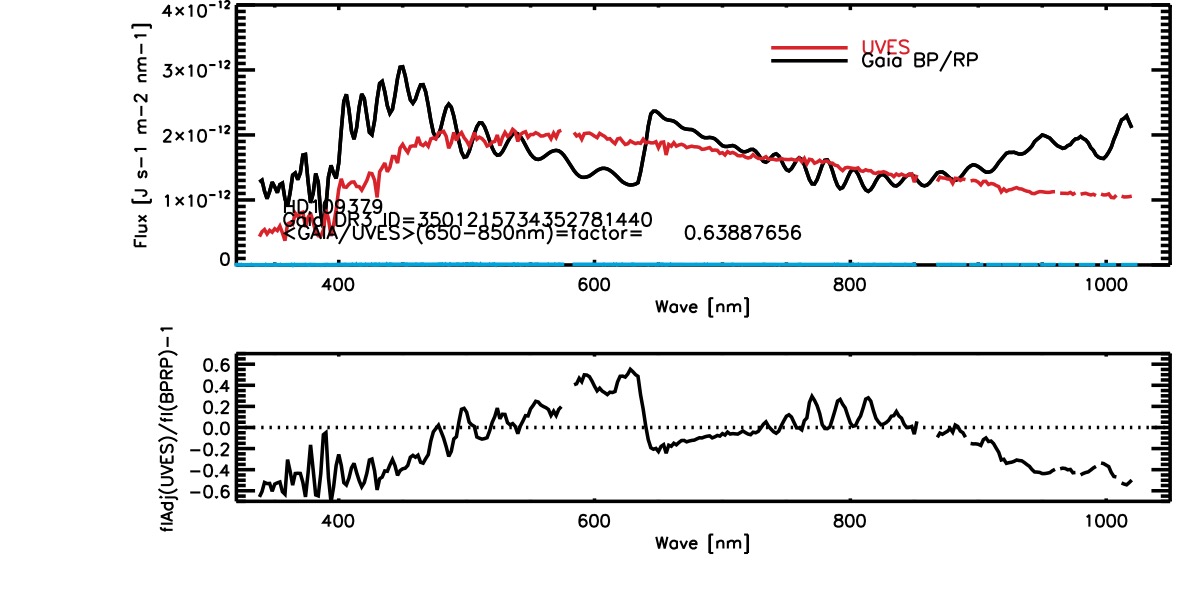 4×10−12
3×10−12
2×10−12
1×10−12
0
Flux [J s−1 m−2 nm−1]
UVES
Gaia BP/RP
HD109379
Gaia DR3 ID=3501215734352781440
<GAIA/UVES>(650−850nm)=factor= 0.63887656
400 600 800 1000
Wave [nm]
flAdj(UVES)/fl(BPRP)−1
0.6
0.4
0.2
0.0
−0.2
−0.4
−0.6
400 600 800 1000
Wave [nm]